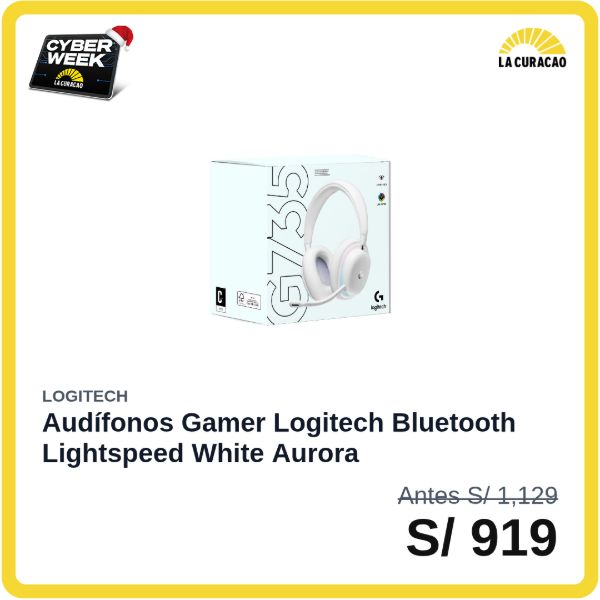 CYBER
WEEK
LA CURACAO
LA CURACAO
G735
G
logitech
C
FSC
LOGITECH
Audífonos Gamer Logitech Bluetooth
Lightspeed White Aurora
Antes S/ 1,129
S/ 919